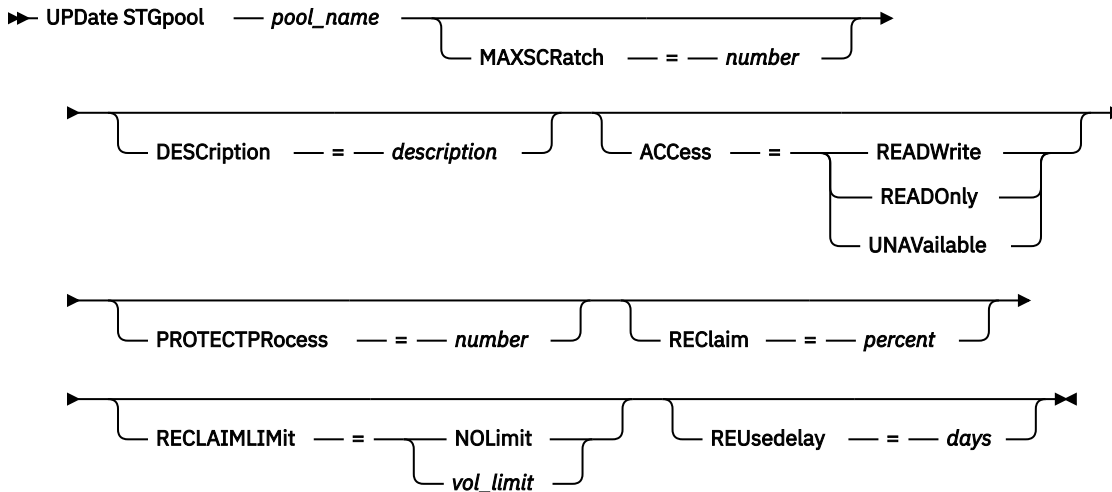 UPDate STGpool pool_name
MAXSCRatch = number
DESCription = description ACCess = READWrite
READOnly
UNAVailable
PROTECTPRocess = number REClaim = percent
RECLAIMLIMit = NOLimit REUsedelay = days
vol_limit